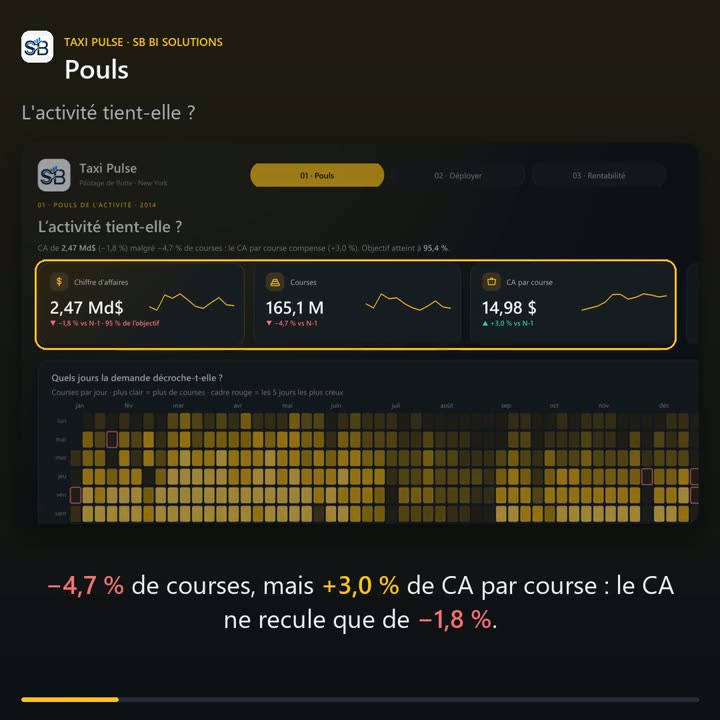 SB
TAXI PULSE · SB BI SOLUTIONS
Pouls
L'activité tient-elle ?
SB
Taxi Pulse
Pilotage de flotte · New York
01 · Pouls
02 · Déployer
03 · Rentabilité
01 · POULS DE L'ACTIVITÉ · 2014
L'activité tient-elle ?
CA de 2,47 Md$ (−1,8 %) malgré −4,7 % de courses : le CA par course compense (+3,0 %). Objectif atteint à 95,4 %.
Chiffre d'affaires
2,47 Md$
▼ −1,8 % vs N-1 · 95 % de l'objectif
Courses
165,1 M
▼ −4,7 % vs N-1
CA par course
14,98 $
▲ +3,0 % vs N-1
Quels jours la demande décroche-t-elle ?
Courses par jour · plus clair = plus de courses · cadre rouge = les 5 jours les plus creux
jan fév mar avr mai juin juil août sep oct nov déc
lun
mar
mer
jeu
ven
sam
−4,7 % de courses, mais +3,0 % de CA par course : le CA
ne recule que de −1,8 %.